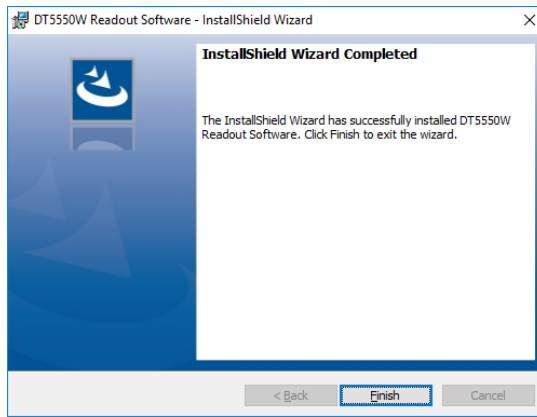 DT5550W Readout Software - InstallShield Wizard
InstallShield Wizard Completed
The InstallShield Wizard has successfully installed DT5550W
Readout Software. Click Finish to exit the wizard.
< Back Finish Cancel